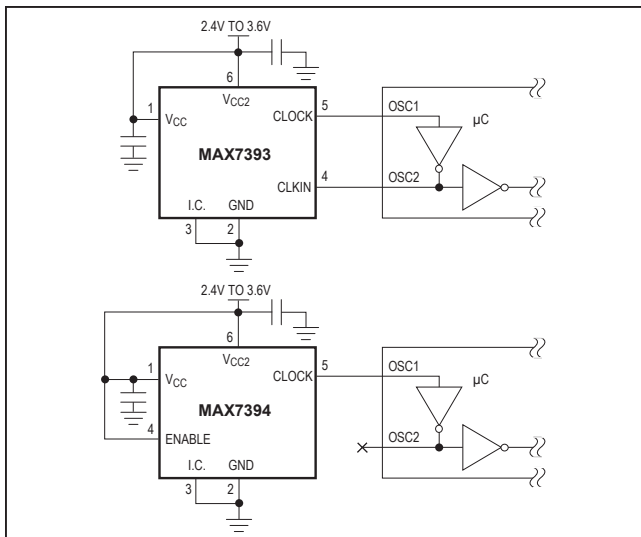 2.4V TO 3.6V
6
VCC2
1
VCC
CLOCK
5
OSC1
µC
MAX7393
CLKIN
4
OSC2
I.C.
GND
3
2
2.4V TO 3.6V
6
VCC2
1
VCC
CLOCK
5
OSC1
µC
MAX7394
4
ENABLE
OSC2
I.C.
GND
3
2